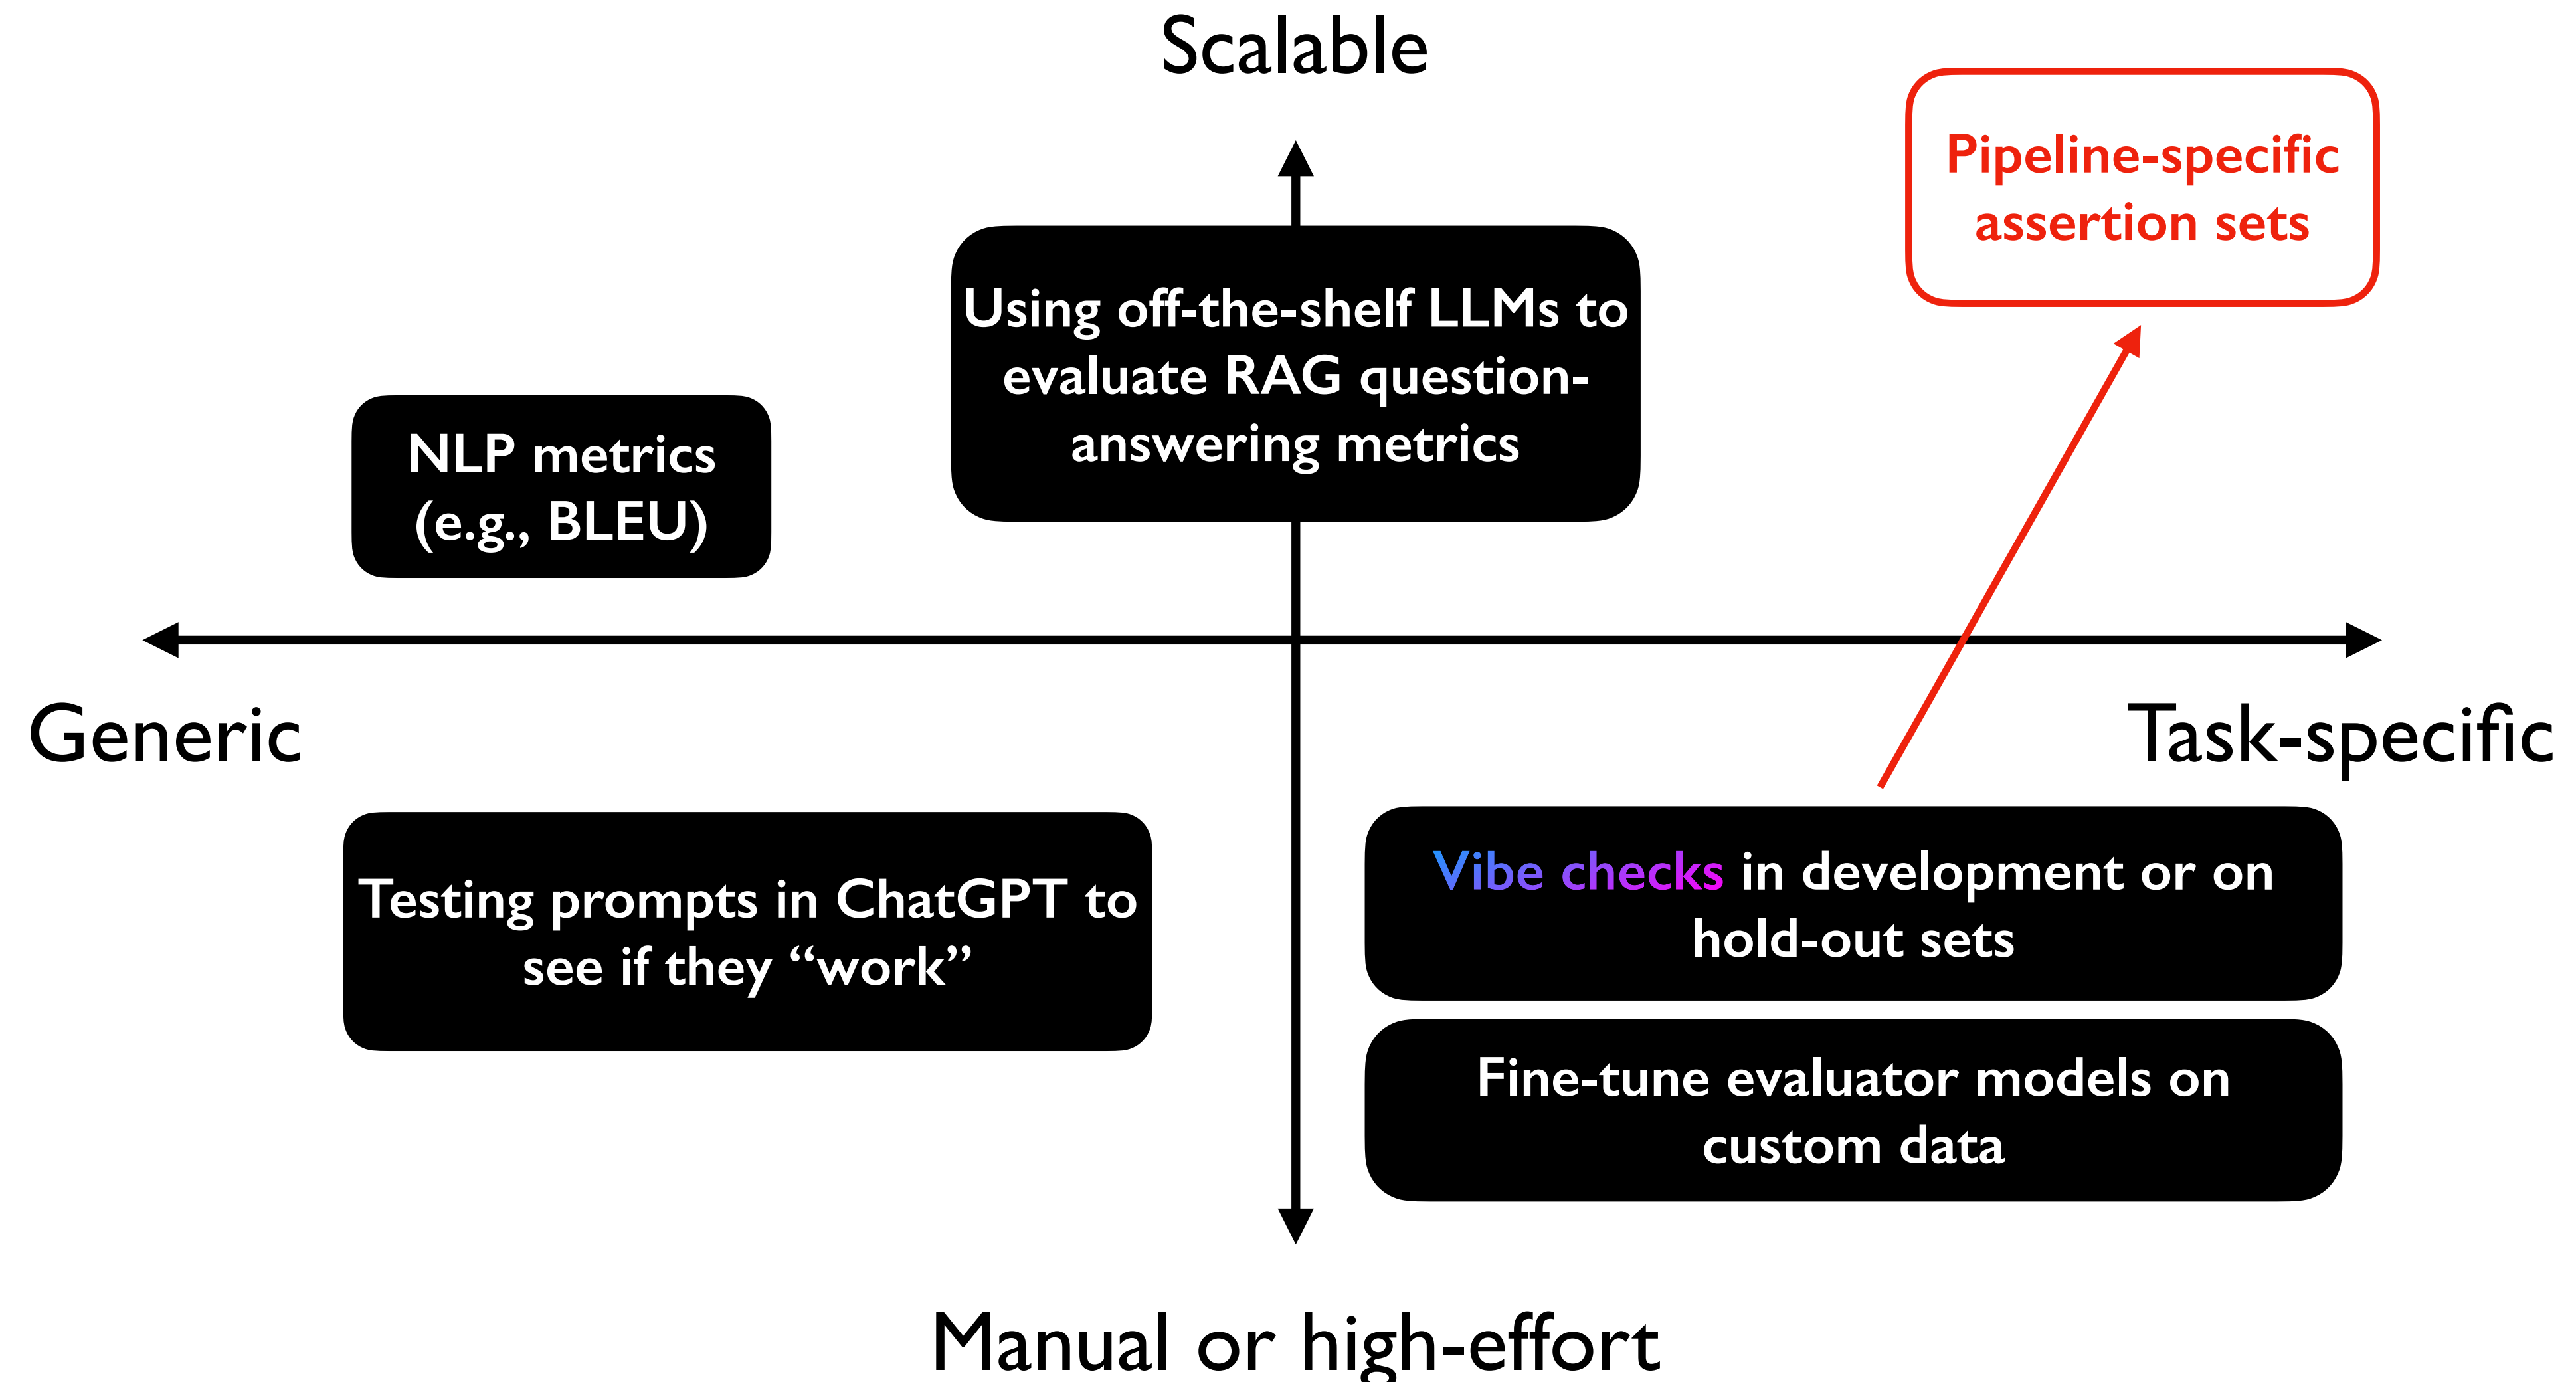 Scalable
Pipeline-specific
assertion sets
Using off-the-shelf LLMs to
evaluate RAG question-
answering metrics
NLP metrics
(e.g., BLEU)
Generic
Task-specific
Testing prompts in ChatGPT to
see if they “work”
Vibe checks in development or on
hold-out sets
Fine-tune evaluator models on
custom data
Manual or high-effort